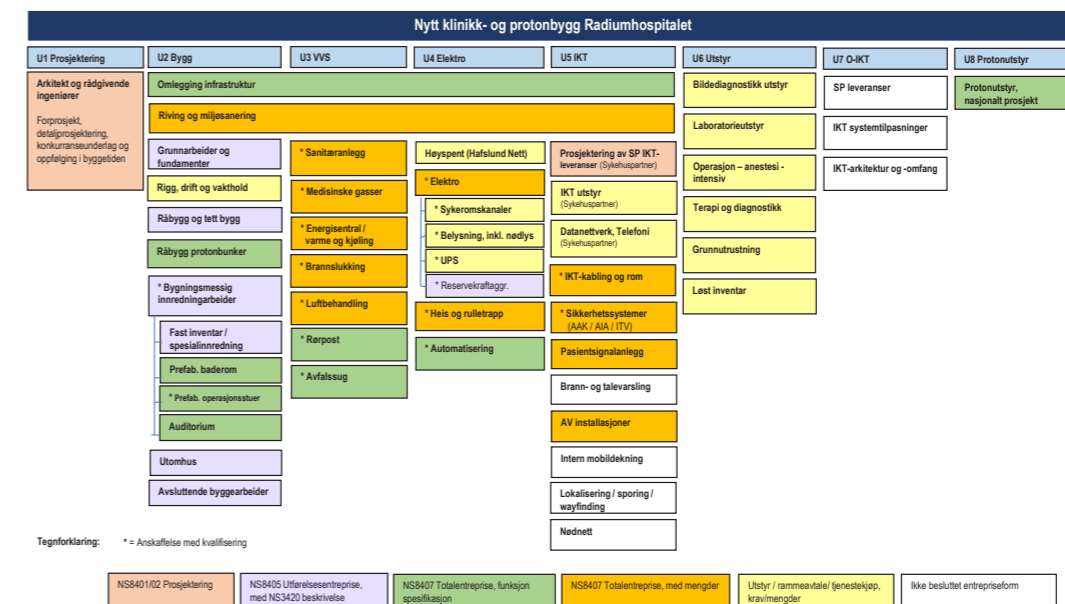 Nytt klinikk- og protonbygg Radiumhospitalet
U1 Prosjektering
Arkitekt og rådgivende
ingeniører
Forprosjekt,
detaljprosjektering,
konkurranseunderlag og
oppfølging i byggetiden
U2 Bygg
Omlegging infrastruktur
Riving og miljøsanering
Grunnarbeider og
fundamenter
Rigg, drift og vakthold
Råbygg og tett bygg
Råbygg protonbunker
* Bygningsmessig
innredningarbeider
Fast inventar /
spesialinnredning
Prefab. baderom
* Prefab. operasjonsstuer
Auditorium
Utomhus
Avsluttende byggearbeider
U3 VVS
* Sanitæranlegg
* Medisinske gasser
* Energisentral /
varme og kjøling
* Brannslukking
* Luftbehandling
* Rørpost
* Avfalssug
U4 Elektro
Høyspent (Hafslund Nett)
* Elektro
* Sykeromskanaler
* Belysning, inkl. nødlys
* UPS
* Reservekraftaggr.
* Heis og rulletrapp
* Automatisering
U5 IKT
Prosjektering av SP IKT-
leveranser (Sykehuspartner)
IKT utstyr
(Sykehuspartner)
Datanettverk, Telefoni
(Sykehuspartner)
* IKT-kabling og rom
* Sikkerhetssystemer
(AAK / AIA / ITV)
Pasientsignalanlegg
Brann- og talevarsling
AV installasjoner
Intern mobildekning
Lokalisering / sporing /
wayfinding
Nødnett
U6 Utstyr
Bildediagnostikk utstyr
Laboratorieutstyr
Operasjon – anestesi -
intensiv
Terapi og diagnostikk
Grunnutrustning
Løst inventar
U7 O-IKT
SP leveranser
IKT systemtilpasninger
IKT-arkitektur og -omfang
U8 Protonutstyr
Protonutstyr,
nasjonalt prosjekt
Tegnforklaring: * = Anskaffelse med kvalifisering
NS8401/02 Prosjektering
NS8405 Utførelsesentreprise,
med NS3420 beskrivelse
NS8407 Totalentreprise, funksjon
spesifikasjon
NS8407 Totalentreprise, med mengder
Utstyr / rammeavtale/ tjenestekjøp,
krav/mengder
Ikke besluttet entrepriseform